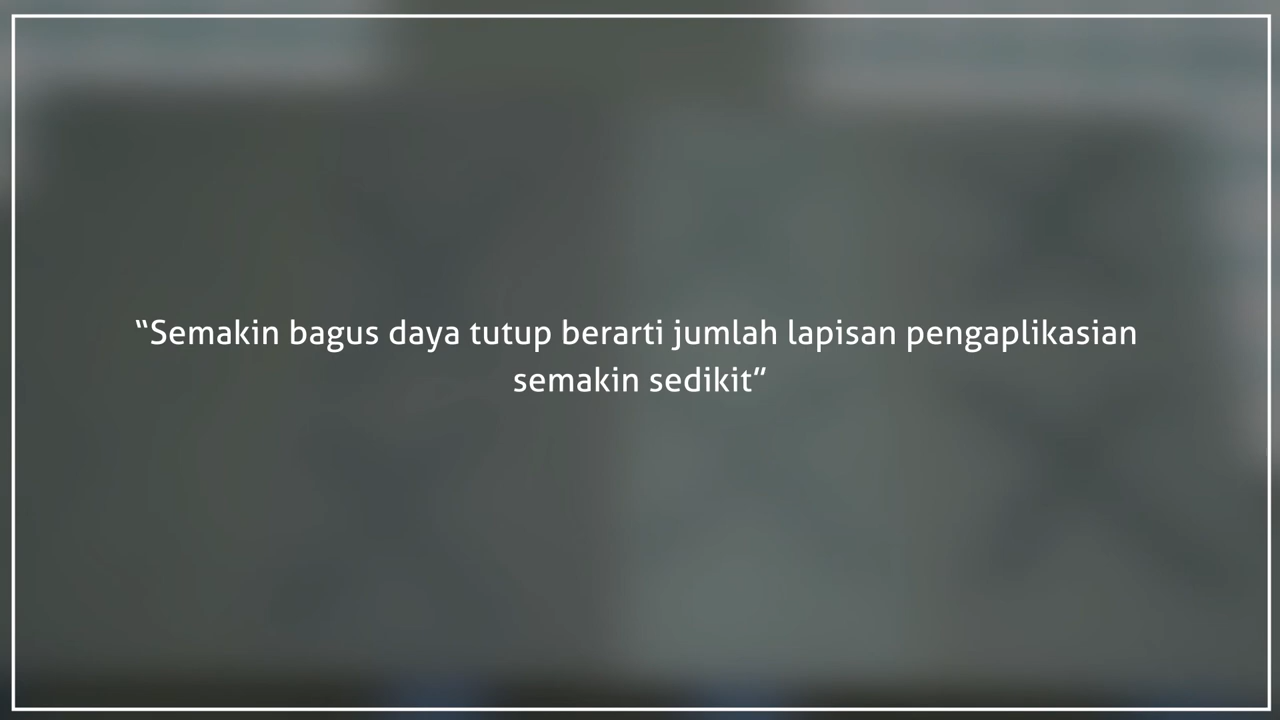 “Semakin bagus daya tutup berarti jumlah lapisan pengaplikasian
semakin sedikit”